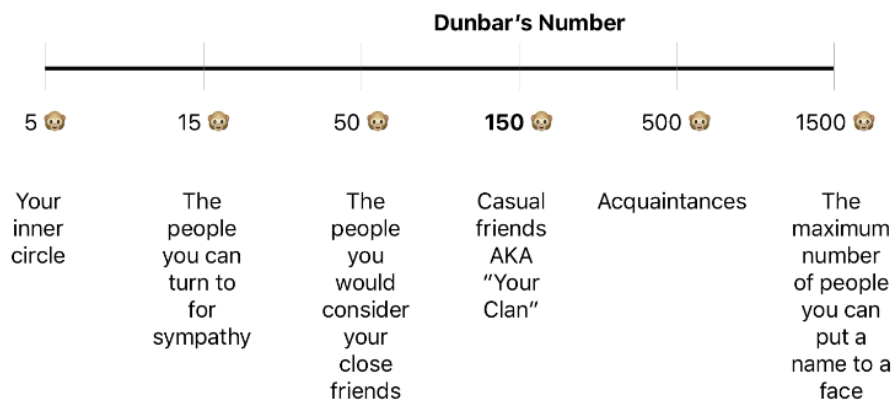 Dunbar's Number
5 🐵
15 🐵
50 🐵
150 🐵
500 🐵
1500 🐵
Your
inner
circle
The
people
you can
turn to
for
sympathy
The
people
you
would
consider
your
close
friends
Casual
friends
AKA
"Your
Clan"
Acquaintances
The
maximum
number
of people
you can
put a
name to a
face